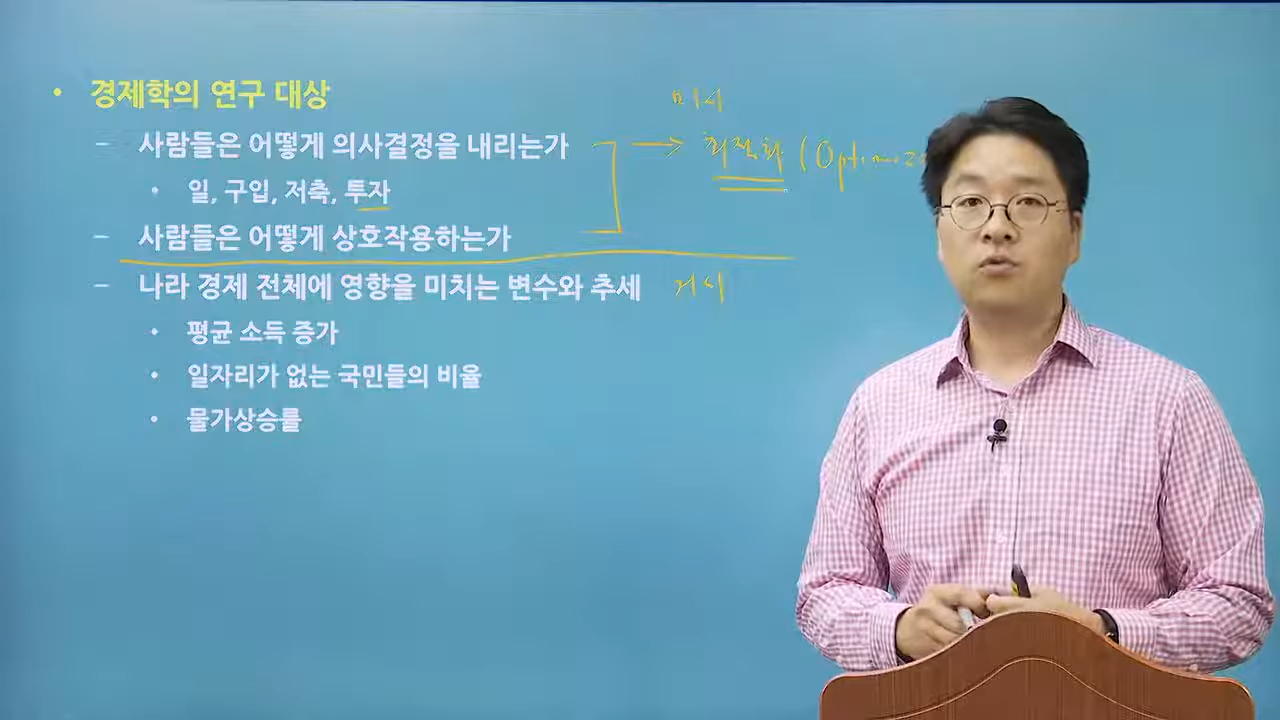 • 경제학의 연구 대상
미시
– 사람들은 어떻게 의사결정을 내리는가 → 최적화
• 일, 구입, 저축, 투자
– 사람들은 어떻게 상호작용하는가
– 나라 경제 전체에 영향을 미치는 변수와 추세 거시
• 평균 소득 증가
• 일자리가 없는 국민들의 비율
• 물가상승률